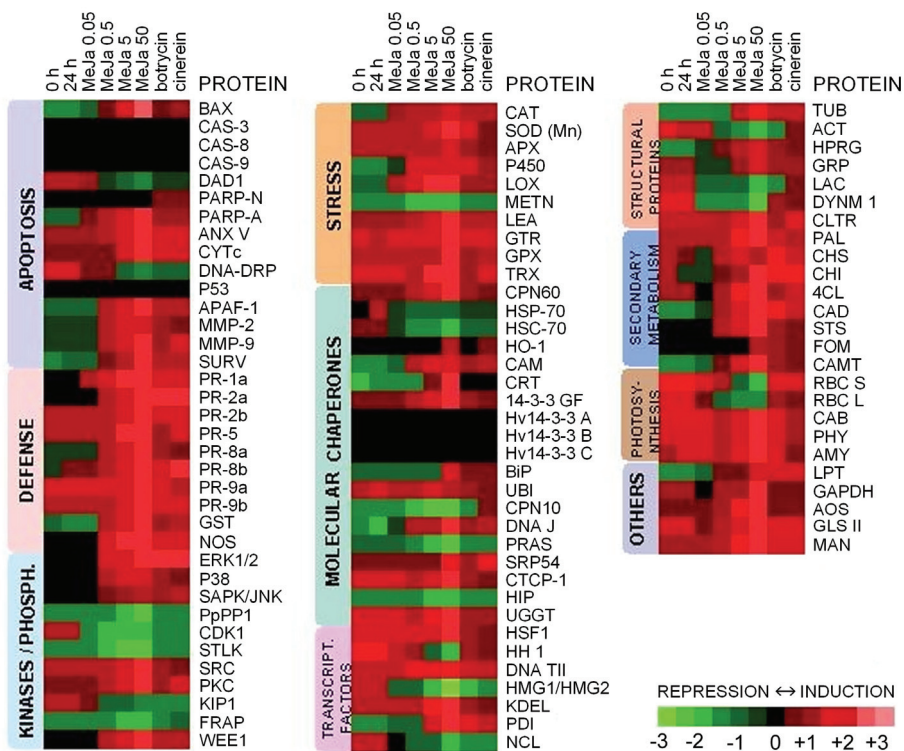 0 h
24 h
MeJa 0.05
MeJa 0.5
MeJa 5
MeJa 50
botrycin
cinerein
PROTEIN
APOPTOSIS
BAX
CAS-3
CAS-8
CAS-9
DAD1
PARP-N
PARP-A
ANX V
CYTc
DNA-DRP
P53
APAF-1
MMP-2
MMP-9
SURV
DEFENSE
PR-1a
PR-2a
PR-2b
PR-5
PR-8a
PR-8b
PR-9a
PR-9b
GST
NOS
KINASES / PHOSPH.
ERK1/2
P38
SAPK/JNK
PpPP1
CDK1
STLK
SRC
PKC
KIP1
FRAP
WEE1
0 h
24 h
MeJa 0.05
MeJa 0.5
MeJa 5
MeJa 50
botrycin
cinerein
PROTEIN
STRESS
CAT
SOD (Mn)
APX
P450
LOX
METN
LEA
GTR
GPX
TRX
MOLECULAR CHAPERONES
CPN60
HSP-70
HSC-70
HO-1
CAM
CRT
14-3-3 GF
Hv14-3-3 A
Hv14-3-3 B
Hv14-3-3 C
BiP
UBI
CPN10
DNA J
PRAS
SRP54
CTCP-1
HIP
UGGT
TRANSCRIPT.
FACTORS
HSF1
HH 1
DNA TII
HMG1/HMG2
KDEL
PDI
NCL
0 h
24 h
MeJa 0.05
MeJa 0.5
MeJa 5
MeJa 50
botrycin
cinerein
PROTEIN
STRUCTURAL
PROTEINS
TUB
ACT
HPRG
GRP
LAC
DYNM 1
CLTR
SECONDARY
METABOLISM
PAL
CHS
CHI
4CL
CAD
STS
FOM
CAMT
PHOTOSY-
NTHESIS
RBC S
RBC L
CAB
PHY
AMY
OTHERS
LPT
GAPDH
AOS
GLS II
MAN
REPRESSION ↔ INDUCTION
-3 -2 -1 0 +1 +2 +3